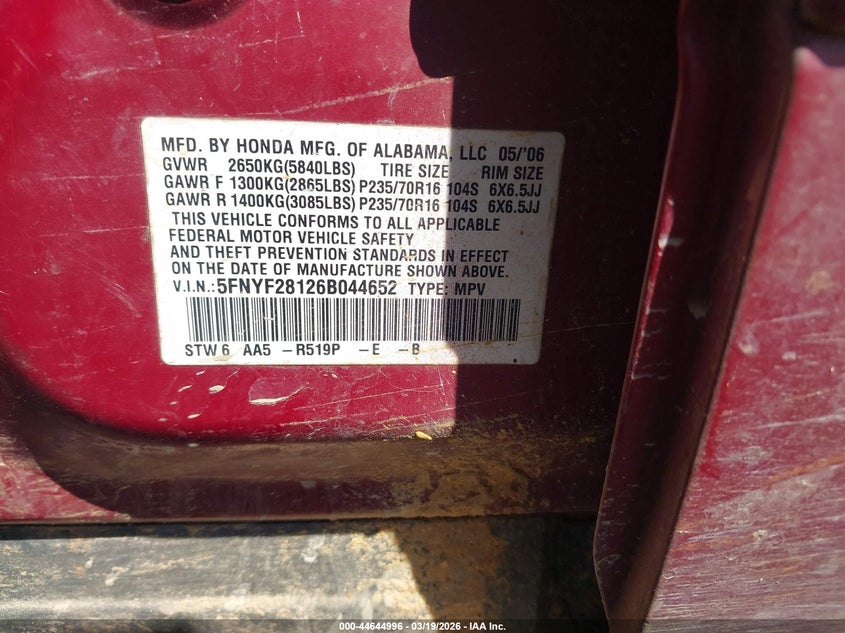 MFD. BY HONDA MFG. OF ALABAMA, LLC 05/'06
GVWR 2650KG(5840LBS) TIRE SIZE RIM SIZE
GAWR F 1300KG(2865LBS) P235/70R16 104S 6X6.5JJ
GAWR R 1400KG(3085LBS) P235/70R16 104S 6X6.5JJ
THIS VEHICLE CONFORMS TO ALL APPLICABLE
FEDERAL MOTOR VEHICLE SAFETY
AND THEFT PREVENTION STANDARDS IN EFFECT
ON THE DATE OF MANUFACTURE SHOWN ABOVE.
V.I.N.: 5FNYF28126B044652 TYPE: MPV
STW6 AA5 -R519P -E -B
000-44644996 - 03/19/2026 - IAA Inc.